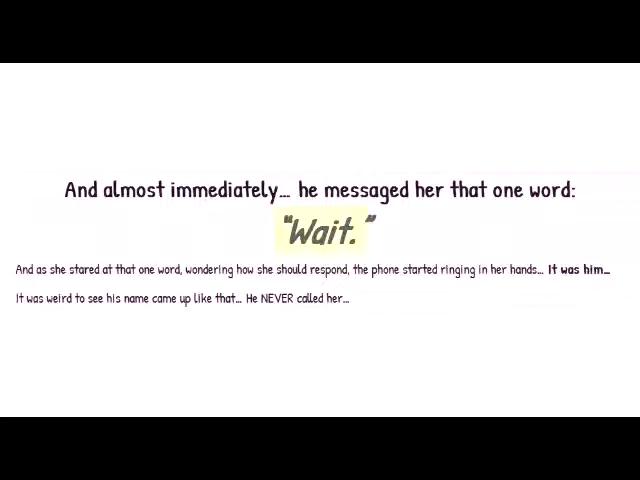 And almost immediately.... he messaged her that one word:
"Wait."
And as she stared at that one word, wondering how she should respond, the phone started ringing in her hands... It was him...
It was weird to see his name came up like that... He NEVER called her...